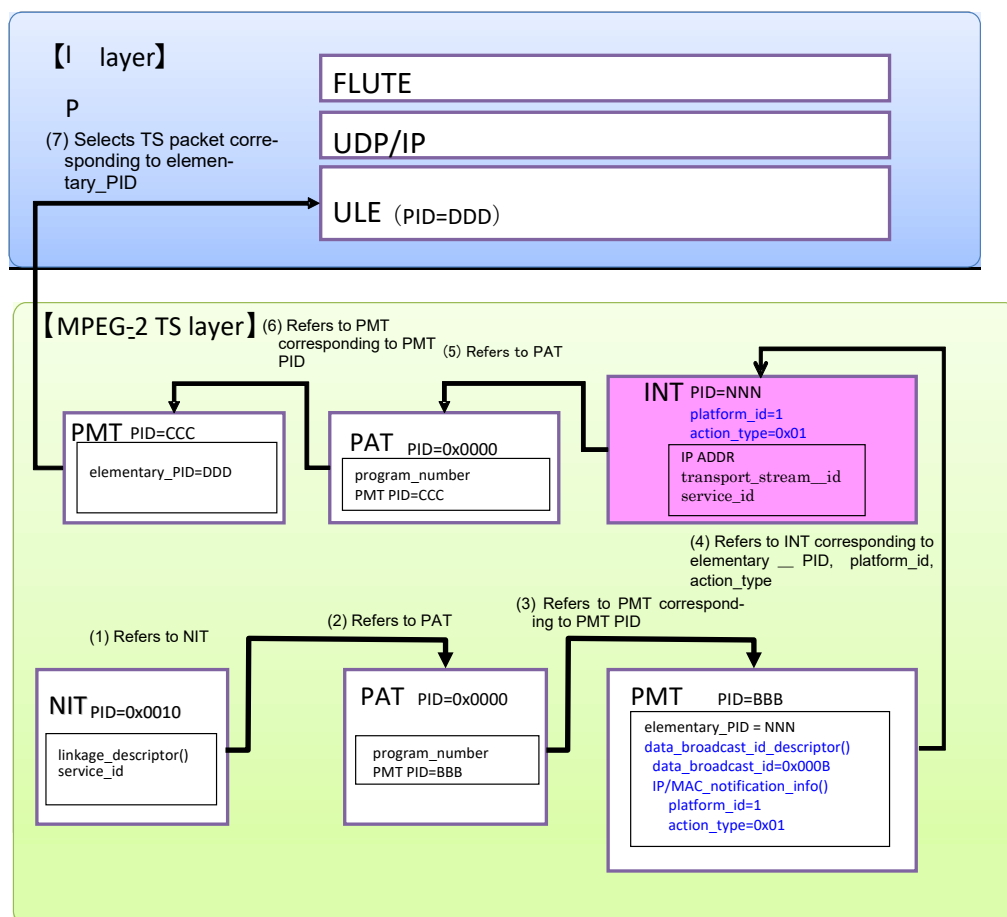 【I layer】
P
(7) Selects TS packet corre-
sponding to elemen-
tary_PID
FLUTE
UDP/IP
ULE（PID=DDD）
【MPEG-2 TS layer】
(6) Refers to PMT
corresponding to PMT
PID
(5) Refers to PAT
PMT PID=CCC
elementary_PID=DDD
PAT PID=0x0000
program_number
PMT PID=CCC
INT PID=NNN
platform_id=1
action_type=0x01
IP ADDR
transport_stream__id
service_id
(4) Refers to INT corresponding to
elementary __ PID, platform_id,
action_type
(3) Refers to PMT correspond-
ing to PMT PID
(2) Refers to PAT
(1) Refers to NIT
NIT PID=0x0010
linkage_descriptor()
service_id
PAT PID=0x0000
program_number
PMT PID=BBB
PMT PID=BBB
elementary_PID = NNN
data_broadcast_id_descriptor()
data_broadcast_id=0x000B
IP/MAC_notification_info()
platform_id=1
action_type=0x01